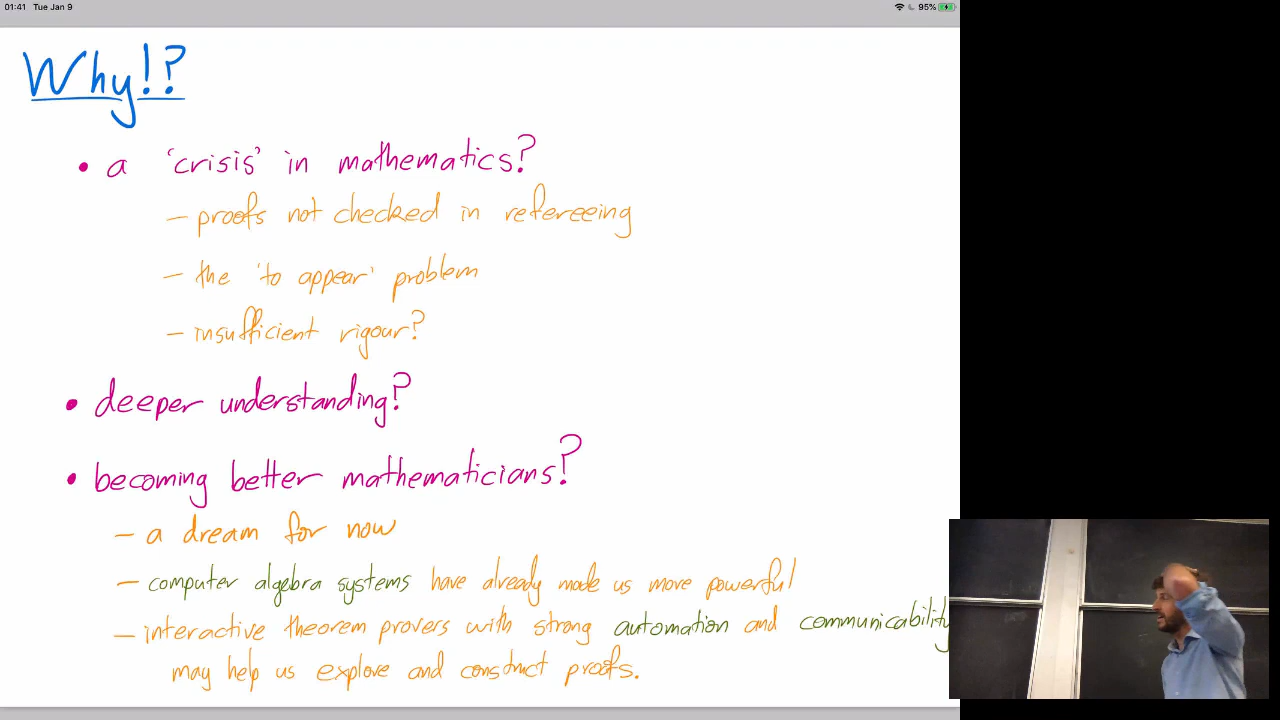 01:41 Tue Jan 9 95%
Why!?
• a 'crisis' in mathematics?
– proofs not checked in refereeing
– the 'to appear' problem
– insufficient rigour?
• deeper understanding?
• becoming better mathematicians?
– a dream for now
– computer algebra systems have already made us more powerful
– interactive theorem provers with strong automation and communicability
may help us explore and construct proofs.